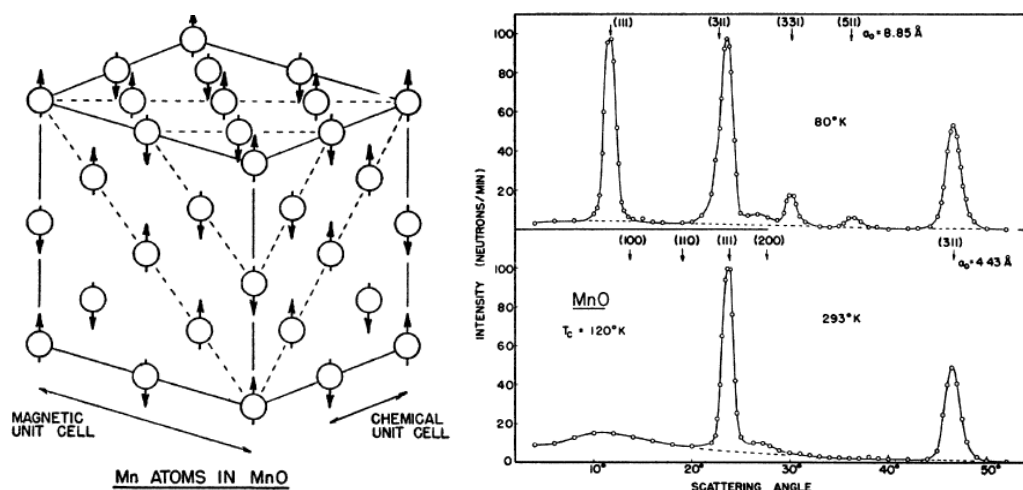 MAGNETIC
UNIT CELL
CHEMICAL
UNIT CELL
Mn ATOMS IN MnO
INTENSITY (NEUTRONS/MIN)
100
80
60
40
20
(111)
(311)
(331)
(511)
a₀=8.85 Å
80°K
(100)
(110)
(111)
(200)
(311)
a₀=4.43 Å
100
80
60
40
20
0
MnO
T_C = 120°K
293°K
10°
20°
30°
40°
50°
SCATTERING ANGLE